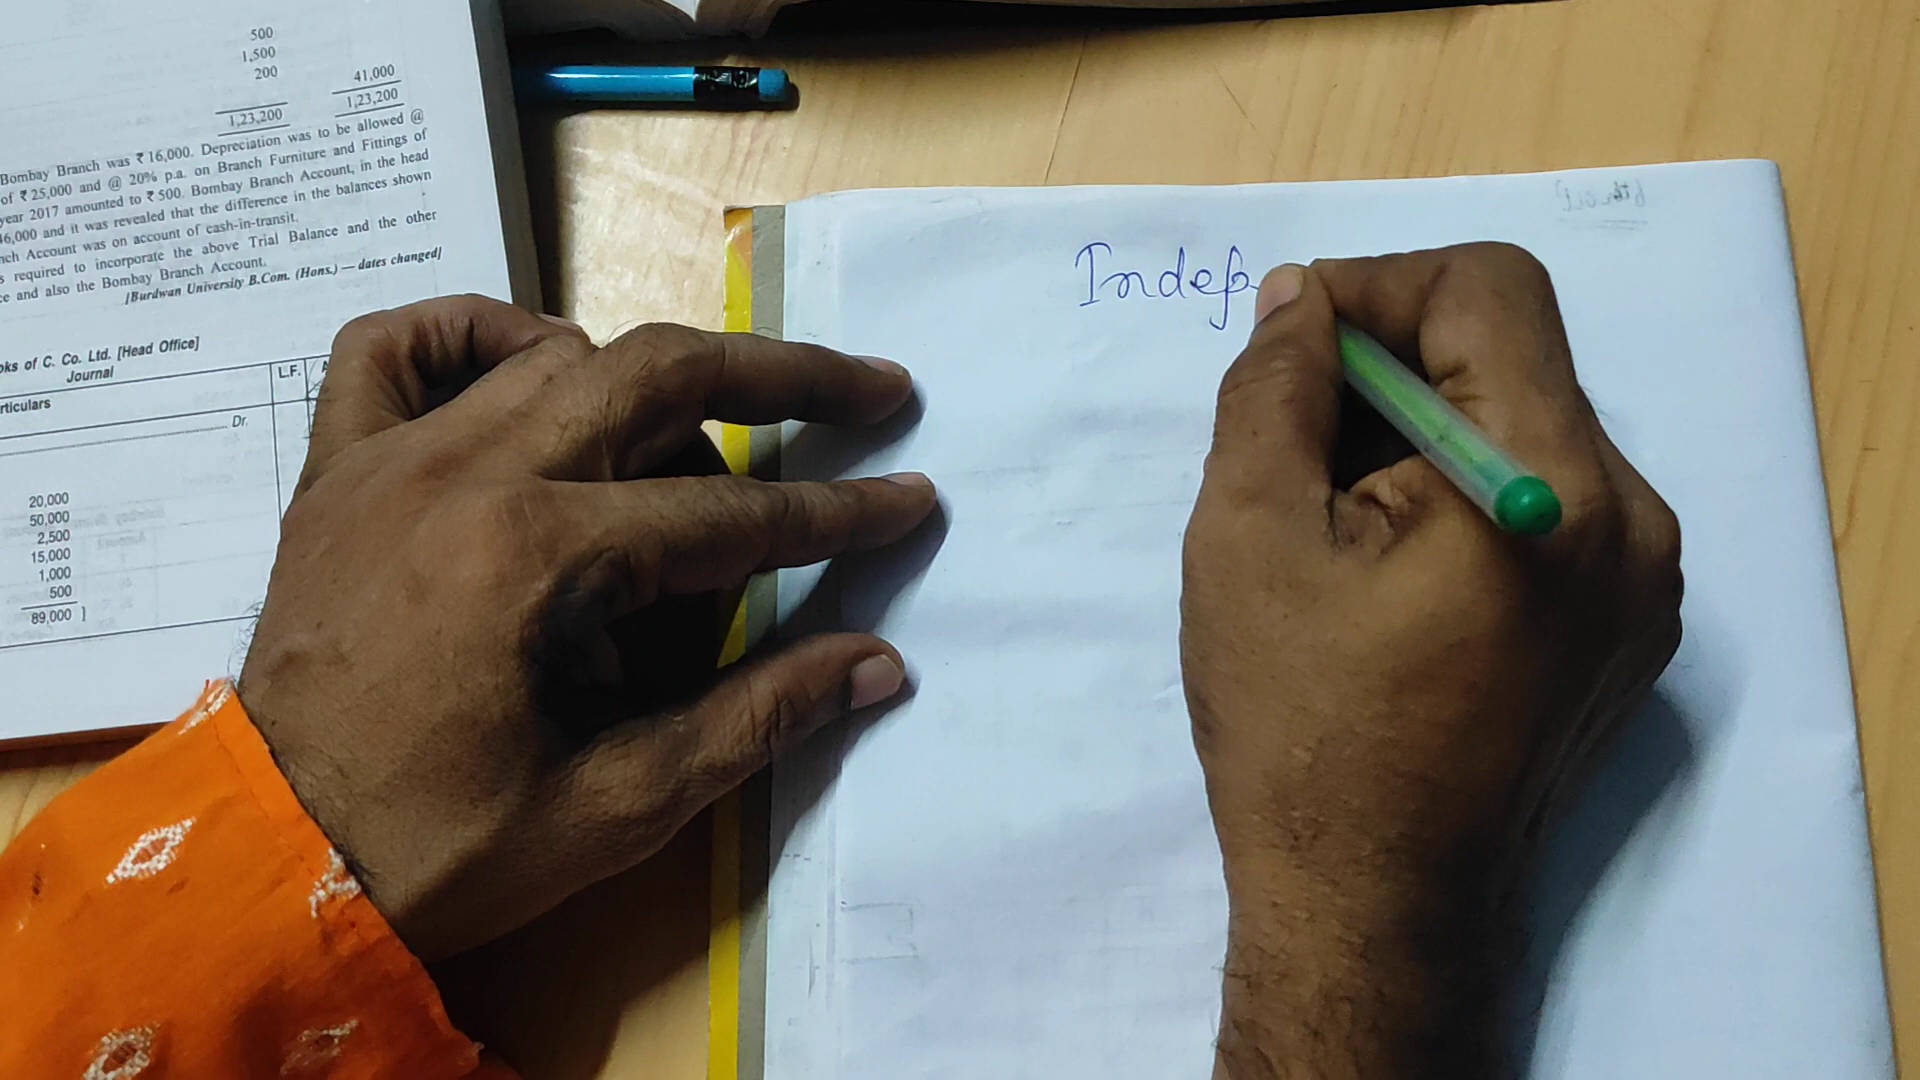 500
1,500
200
41,000
1,23,200 1,23,200
Bombay Branch was ₹ 16,000. Depreciation was to be allowed @
of ₹ 25,000 and @ 20% p.a. on Branch Furniture and Fittings of
year 2017 amounted to ₹ 500. Bombay Branch Account, in the head
46,000 and it was revealed that the difference in the balances shown
nch Account was on account of cash-in-transit.
s required to incorporate the above Trial Balance and the other
ce and also the Bombay Branch Account.
[Burdwan University B.Com. (Hons.) — dates changed]
oks of C. Co. Ltd. [Head Office]
Journal
rticulars L.F. A
Dr.
20,000
50,000
2,500
15,000
1,000
500
89,000 ]
Indep